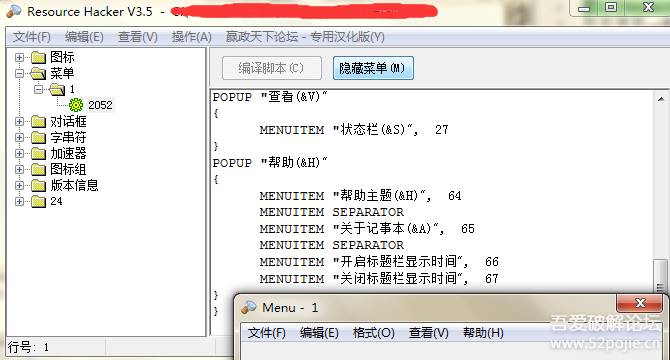 Resource Hacker V3.5 -
文件(F) 编辑(E) 查看(V) 操作(A) 赢政天下论坛 - 专用汉化版(Y)
图标
菜单
1
2052
对话框
字串符
加速器
图标组
版本信息
24
编译脚本(C) 隐藏菜单(M)
POPUP "查看(&V)"
{
MENUITEM "状态栏(&S)", 27
}
POPUP "帮助(&H)"
{
MENUITEM "帮助主题(&H)", 64
MENUITEM SEPARATOR
MENUITEM "关于记事本(&A)", 65
MENUITEM SEPARATOR
MENUITEM "开启标题栏显示时间", 66
MENUITEM "关闭标题栏显示时间", 67
}
}
行号: 1
Menu - 1
文件(F) 编辑(E) 格式(O) 查看(V) 帮助(H)
吾爱破解论坛
www.52pojie.cn